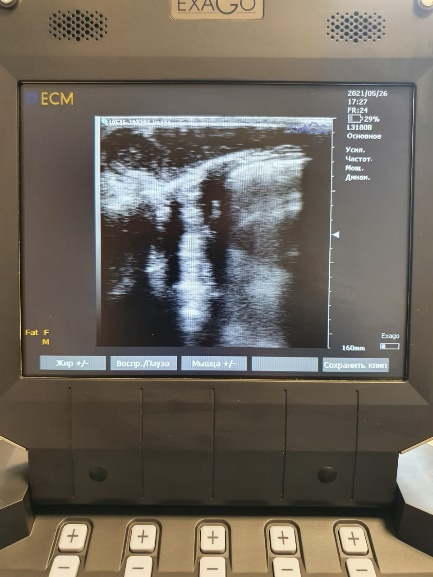 EXAGO
ECM
2021/05/26
17:27
FR:24
29%
L3180B
Основное
Усил.
Частот.
Мощ.
Динам.
Fat F
M
Exago
160mm
Жир +/-
Воспр./Пауза
Мышца +/-
Сохранить клип
+ + + + +